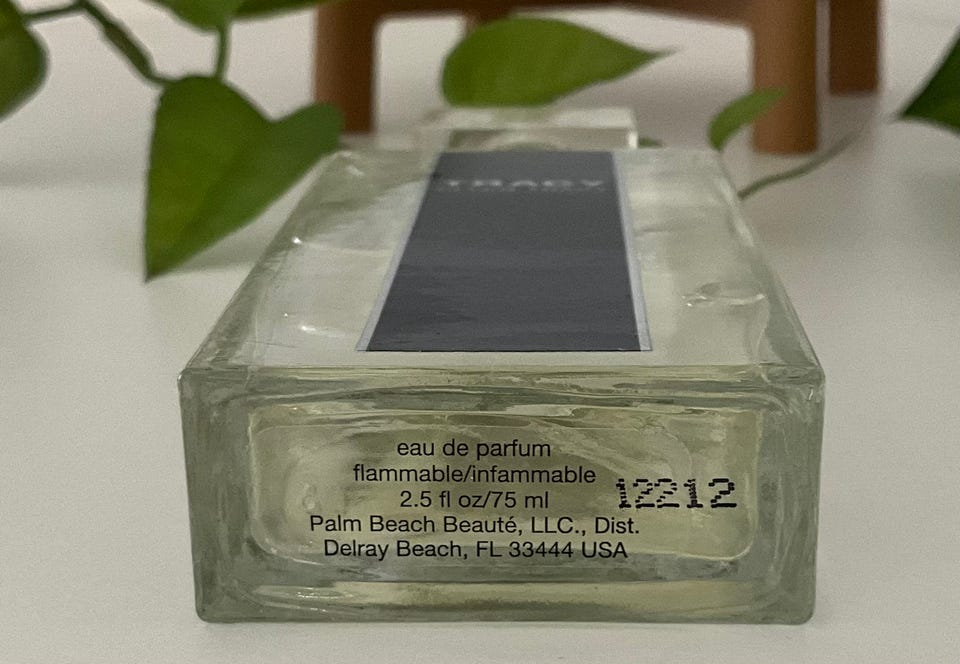 TRACY
eau de parfum
flammable/infammable
2.5 fl oz/75 ml
12212
Palm Beach Beauté, LLC., Dist.
Delray Beach, FL 33444 USA